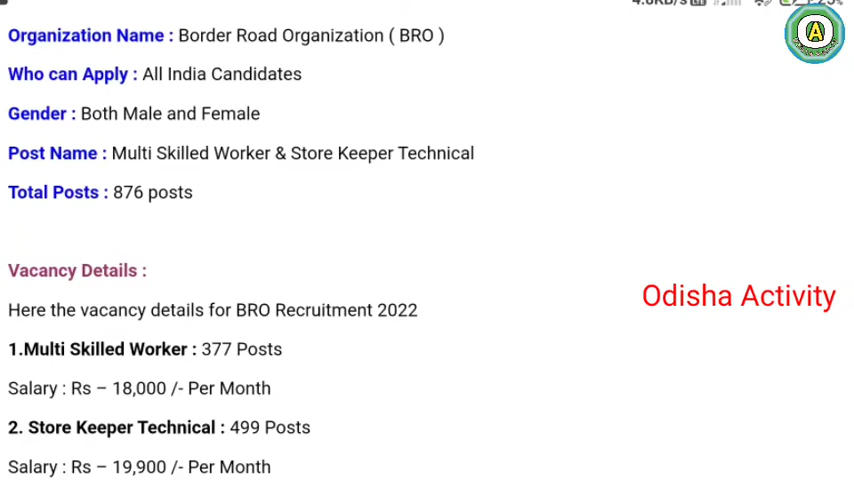 Organization Name : Border Road Organization ( BRO )
Who can Apply : All India Candidates
Gender : Both Male and Female
Post Name : Multi Skilled Worker & Store Keeper Technical
Total Posts : 876 posts
Vacancy Details :
Odisha Activity
Here the vacancy details for BRO Recruitment 2022
1.Multi Skilled Worker : 377 Posts
Salary : Rs – 18,000 /- Per Month
2. Store Keeper Technical : 499 Posts
Salary : Rs – 19,900 /- Per Month